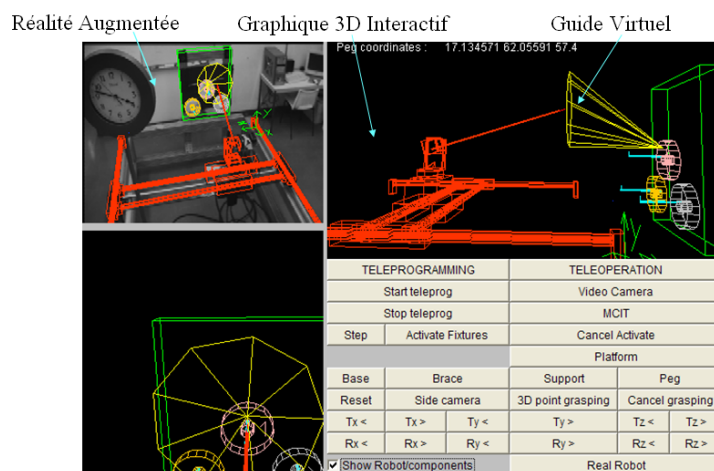 Réalité Augmentée Graphique 3D Interactif Guide Virtuel
Peg coordinates : 17.134571 62.05591 57.4
TELEPROGRAMMING TELEOPERATION
Start teleprog Video Camera
Stop teleprog MCIT
Step Activate Fixtures Cancel Activate
Platform
Base Brace Support Peg
Reset Side camera 3D point grasping Cancel grasping
Tx < Tx > Ty < Ty > Tz < Tz >
Rx < Rx > Ry < Ry > Rz < Rz >
Show Robot/components Real Robot